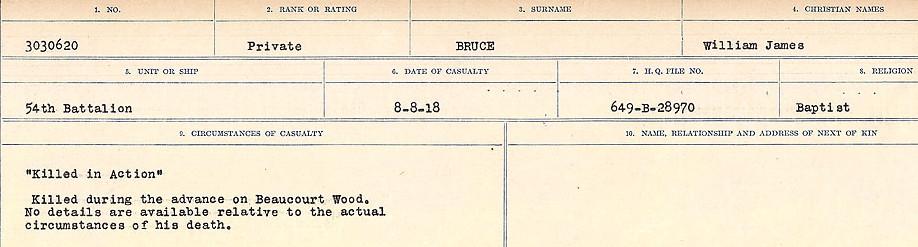 1. NO. 2. RANK OR RATING 3. SURNAME 4. CHRISTIAN NAMES
3030620 Private BRUCE William James
5. UNIT OR SHIP 6. DATE OF CASUALTY 7. H.Q. FILE NO. 8. RELIGION
54th Battalion 8-8-18 649-B-28970 Baptist
9. CIRCUMSTANCES OF CASUALTY 10. NAME, RELATIONSHIP AND ADDRESS OF NEXT OF KIN
"Killed in Action"
Killed during the advance on Beaucourt Wood.
No details are available relative to the actual
circumstances of his death.